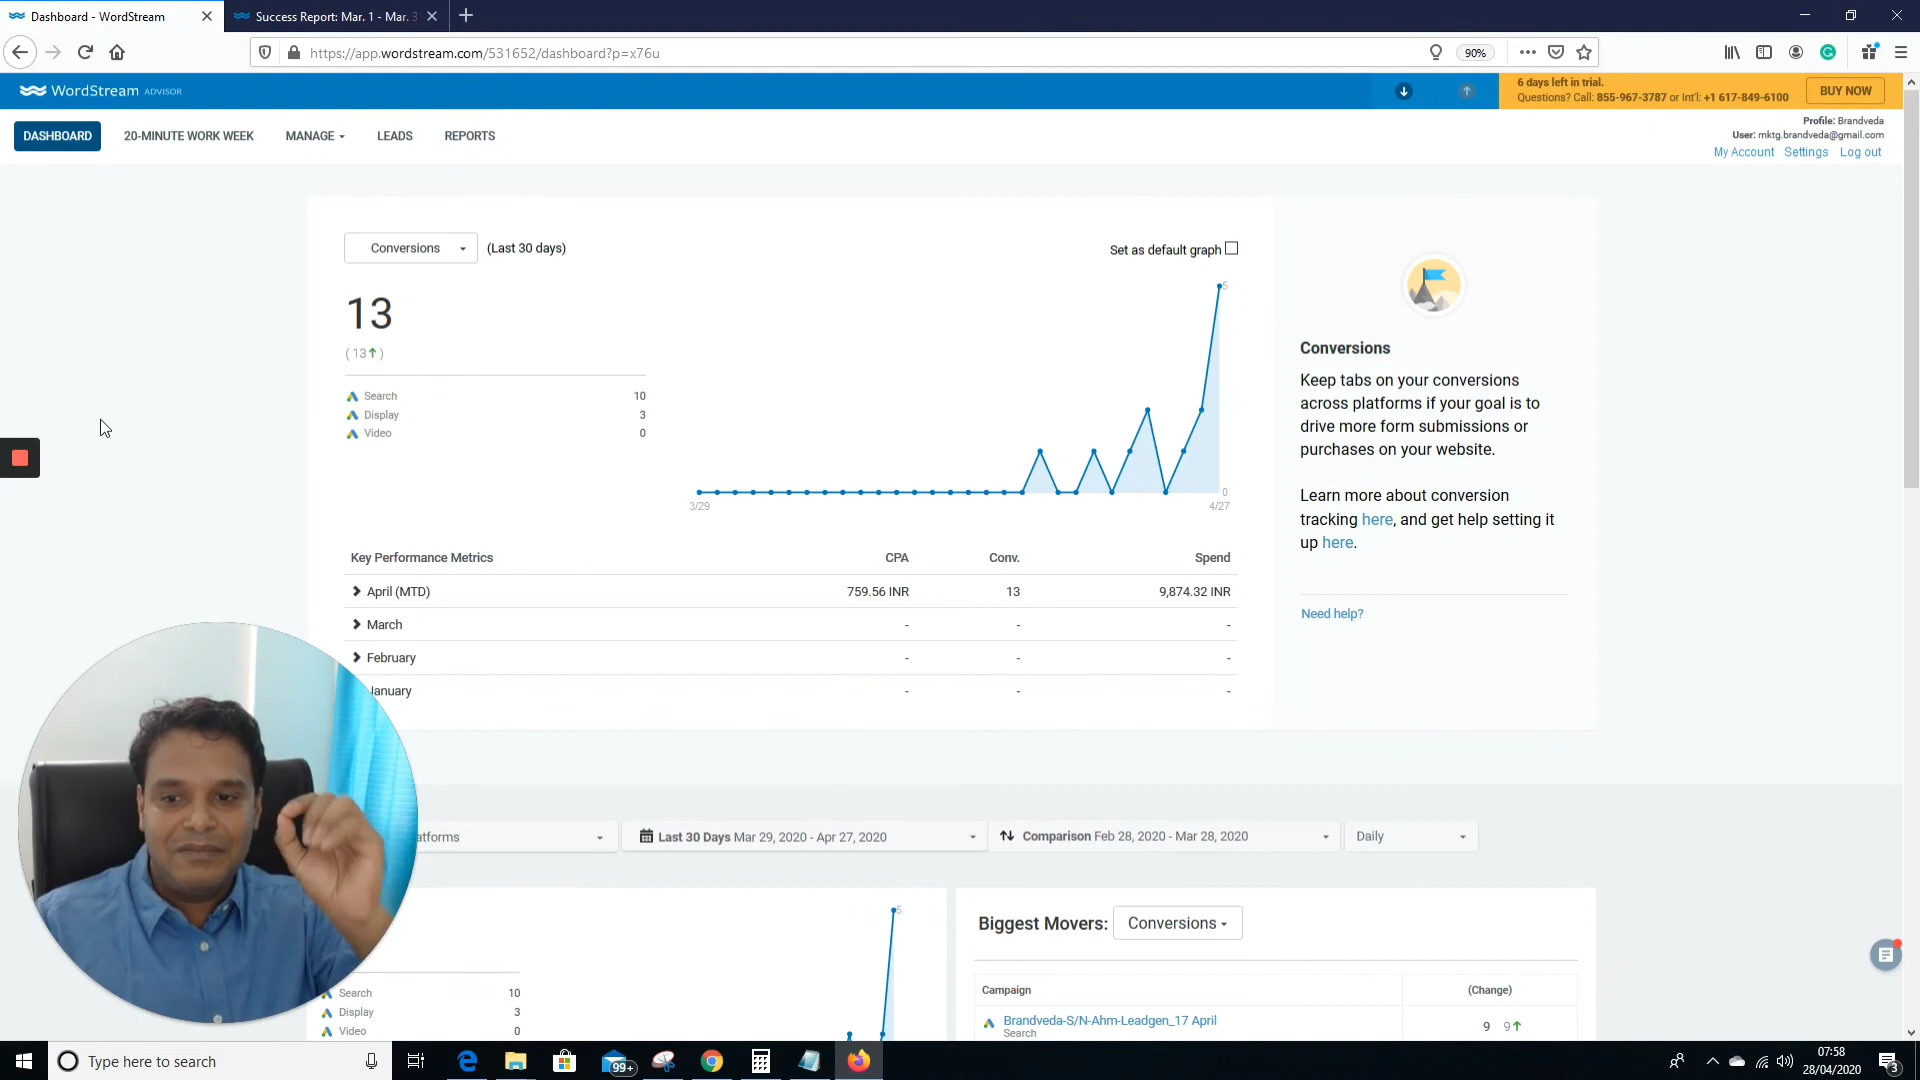 Dashboard - WordStream
Success Report: Mar. 1 - Mar. 3
https://app.wordstream.com/531652/dashboard?p=x76u
90%
WordStream ADVISOR
6 days left in trial.
Questions? Call: 855-967-3787 or Int'l: +1 617-849-6100
BUY NOW
DASHBOARD
20-MINUTE WORK WEEK
MANAGE
LEADS
REPORTS
Profile: Brandveda
User: mktg.brandveda@gmail.com
My Account Settings Log out
Conversions
(Last 30 days)
Set as default graph
13
( 13 )
Search 10
Display 3
Video 0
5
0
3/29
4/27
Conversions
Keep tabs on your conversions
across platforms if your goal is to
drive more form submissions or
purchases on your website.
Learn more about conversion
tracking here, and get help setting it
up here.
Need help?
Key Performance Metrics CPA Conv. Spend
April (MTD) 759.56 INR 13 9,874.32 INR
March - - -
February - - -
January - - -
atforms
Last 30 Days Mar 29, 2020 - Apr 27, 2020
Comparison Feb 28, 2020 - Mar 28, 2020
Daily
5
Search 10
Display 3
Video 0
Biggest Movers: Conversions
Campaign (Change)
Brandveda-S/N-Ahm-Leadgen_17 April
Search
9 9
Type here to search
99+
07:58
28/04/2020
3